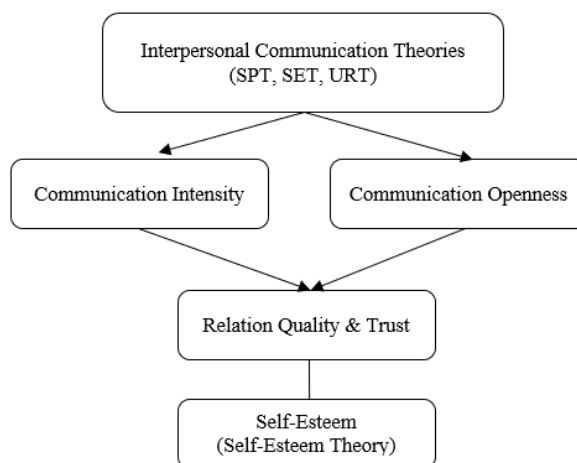 Interpersonal Communication Theories
(SPT, SET, URT)
Communication Intensity
Communication Openness
Relation Quality & Trust
Self-Esteem
(Self-Esteem Theory)